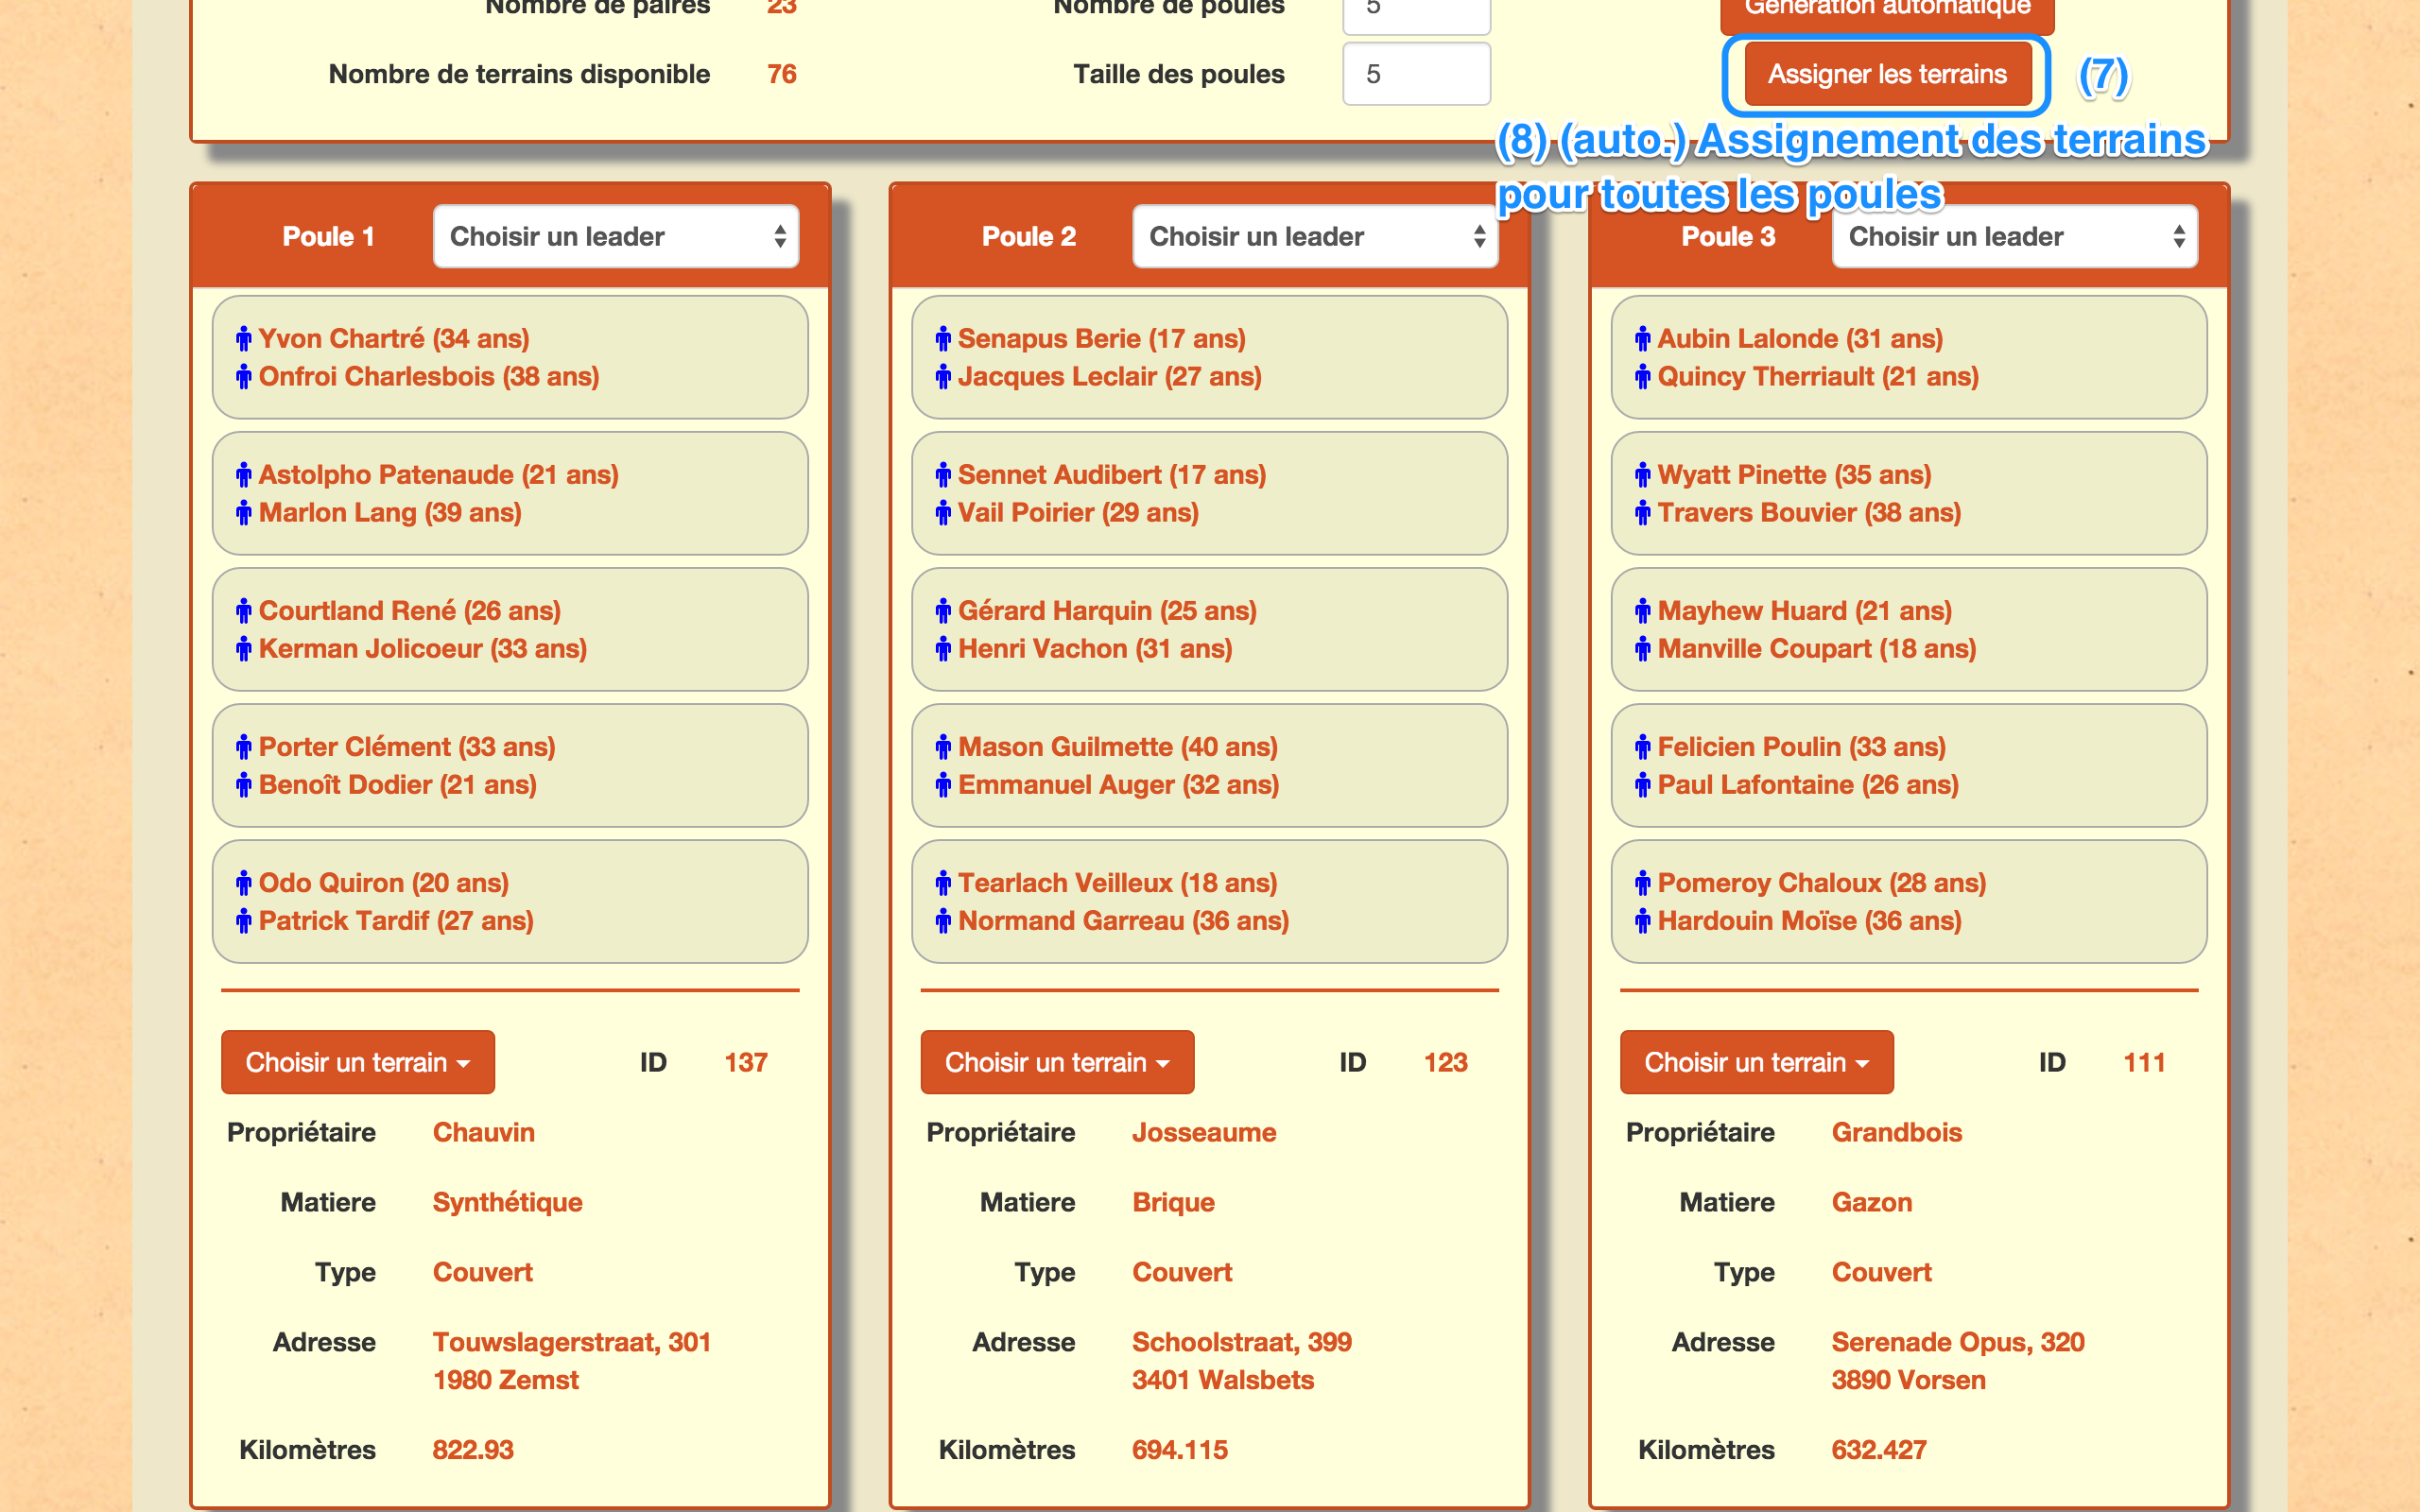 Nombre de paires 23 Nombre de poules 5 Génération automatique
Nombre de terrains disponible 76 Taille des poules 5 Assigner les terrains (7)
(8) (auto.) Assignement des terrains
pour toutes les poules
Poule 1 Choisir un leader
Yvon Chartré (34 ans)
Onfroi Charlesbois (38 ans)
Astolpho Patenaude (21 ans)
Marlon Lang (39 ans)
Courtland René (26 ans)
Kerman Jolicoeur (33 ans)
Porter Clément (33 ans)
Benoît Dodier (21 ans)
Odo Quiron (20 ans)
Patrick Tardif (27 ans)
Choisir un terrain ID 137
Propriétaire Chauvin
Matiere Synthétique
Type Couvert
Adresse Touwslagerstraat, 301
1980 Zemst
Kilomètres 822.93
Poule 2 Choisir un leader
Senapus Berie (17 ans)
Jacques Leclair (27 ans)
Sennet Audibert (17 ans)
Vail Poirier (29 ans)
Gérard Harquin (25 ans)
Henri Vachon (31 ans)
Mason Guilmette (40 ans)
Emmanuel Auger (32 ans)
Tearlach Veilleux (18 ans)
Normand Garreau (36 ans)
Choisir un terrain ID 123
Propriétaire Josseaume
Matiere Brique
Type Couvert
Adresse Schoolstraat, 399
3401 Walsbets
Kilomètres 694.115
Poule 3 Choisir un leader
Aubin Lalonde (31 ans)
Quincy Therriault (21 ans)
Wyatt Pinette (35 ans)
Travers Bouvier (38 ans)
Mayhew Huard (21 ans)
Manville Coupart (18 ans)
Felicien Poulin (33 ans)
Paul Lafontaine (26 ans)
Pomeroy Chaloux (28 ans)
Hardouin Moïse (36 ans)
Choisir un terrain ID 111
Propriétaire Grandbois
Matiere Gazon
Type Couvert
Adresse Serenade Opus, 320
3890 Vorsen
Kilomètres 632.427